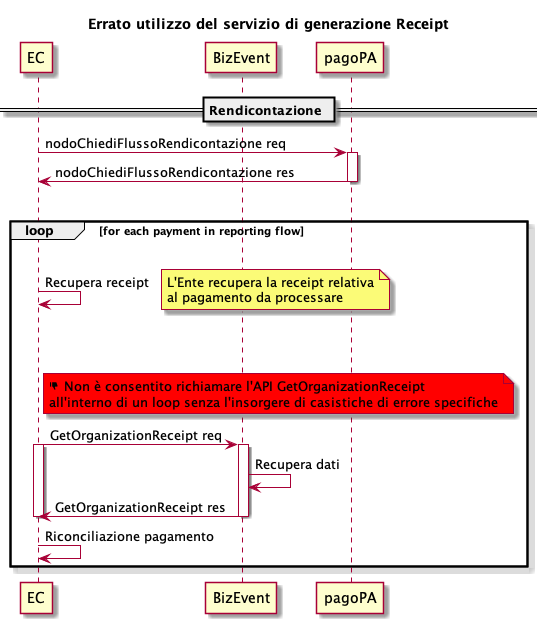 Errato utilizzo del servizio di generazione Receipt
EC
BizEvent
pagoPA
Rendicontazione
nodoChiediFlussoRendicontazione req
nodoChiediFlussoRendicontazione res
loop
[for each payment in reporting flow]
Recupera receipt
L'Ente recupera la receipt relativa
al pagamento da processare
👎 Non è consentito richiamare l'API GetOrganizationReceipt
all'interno di un loop senza l'insorgere di casistiche di errore specifiche
GetOrganizationReceipt req
Recupera dati
GetOrganizationReceipt res
Riconciliazione pagamento
EC
BizEvent
pagoPA